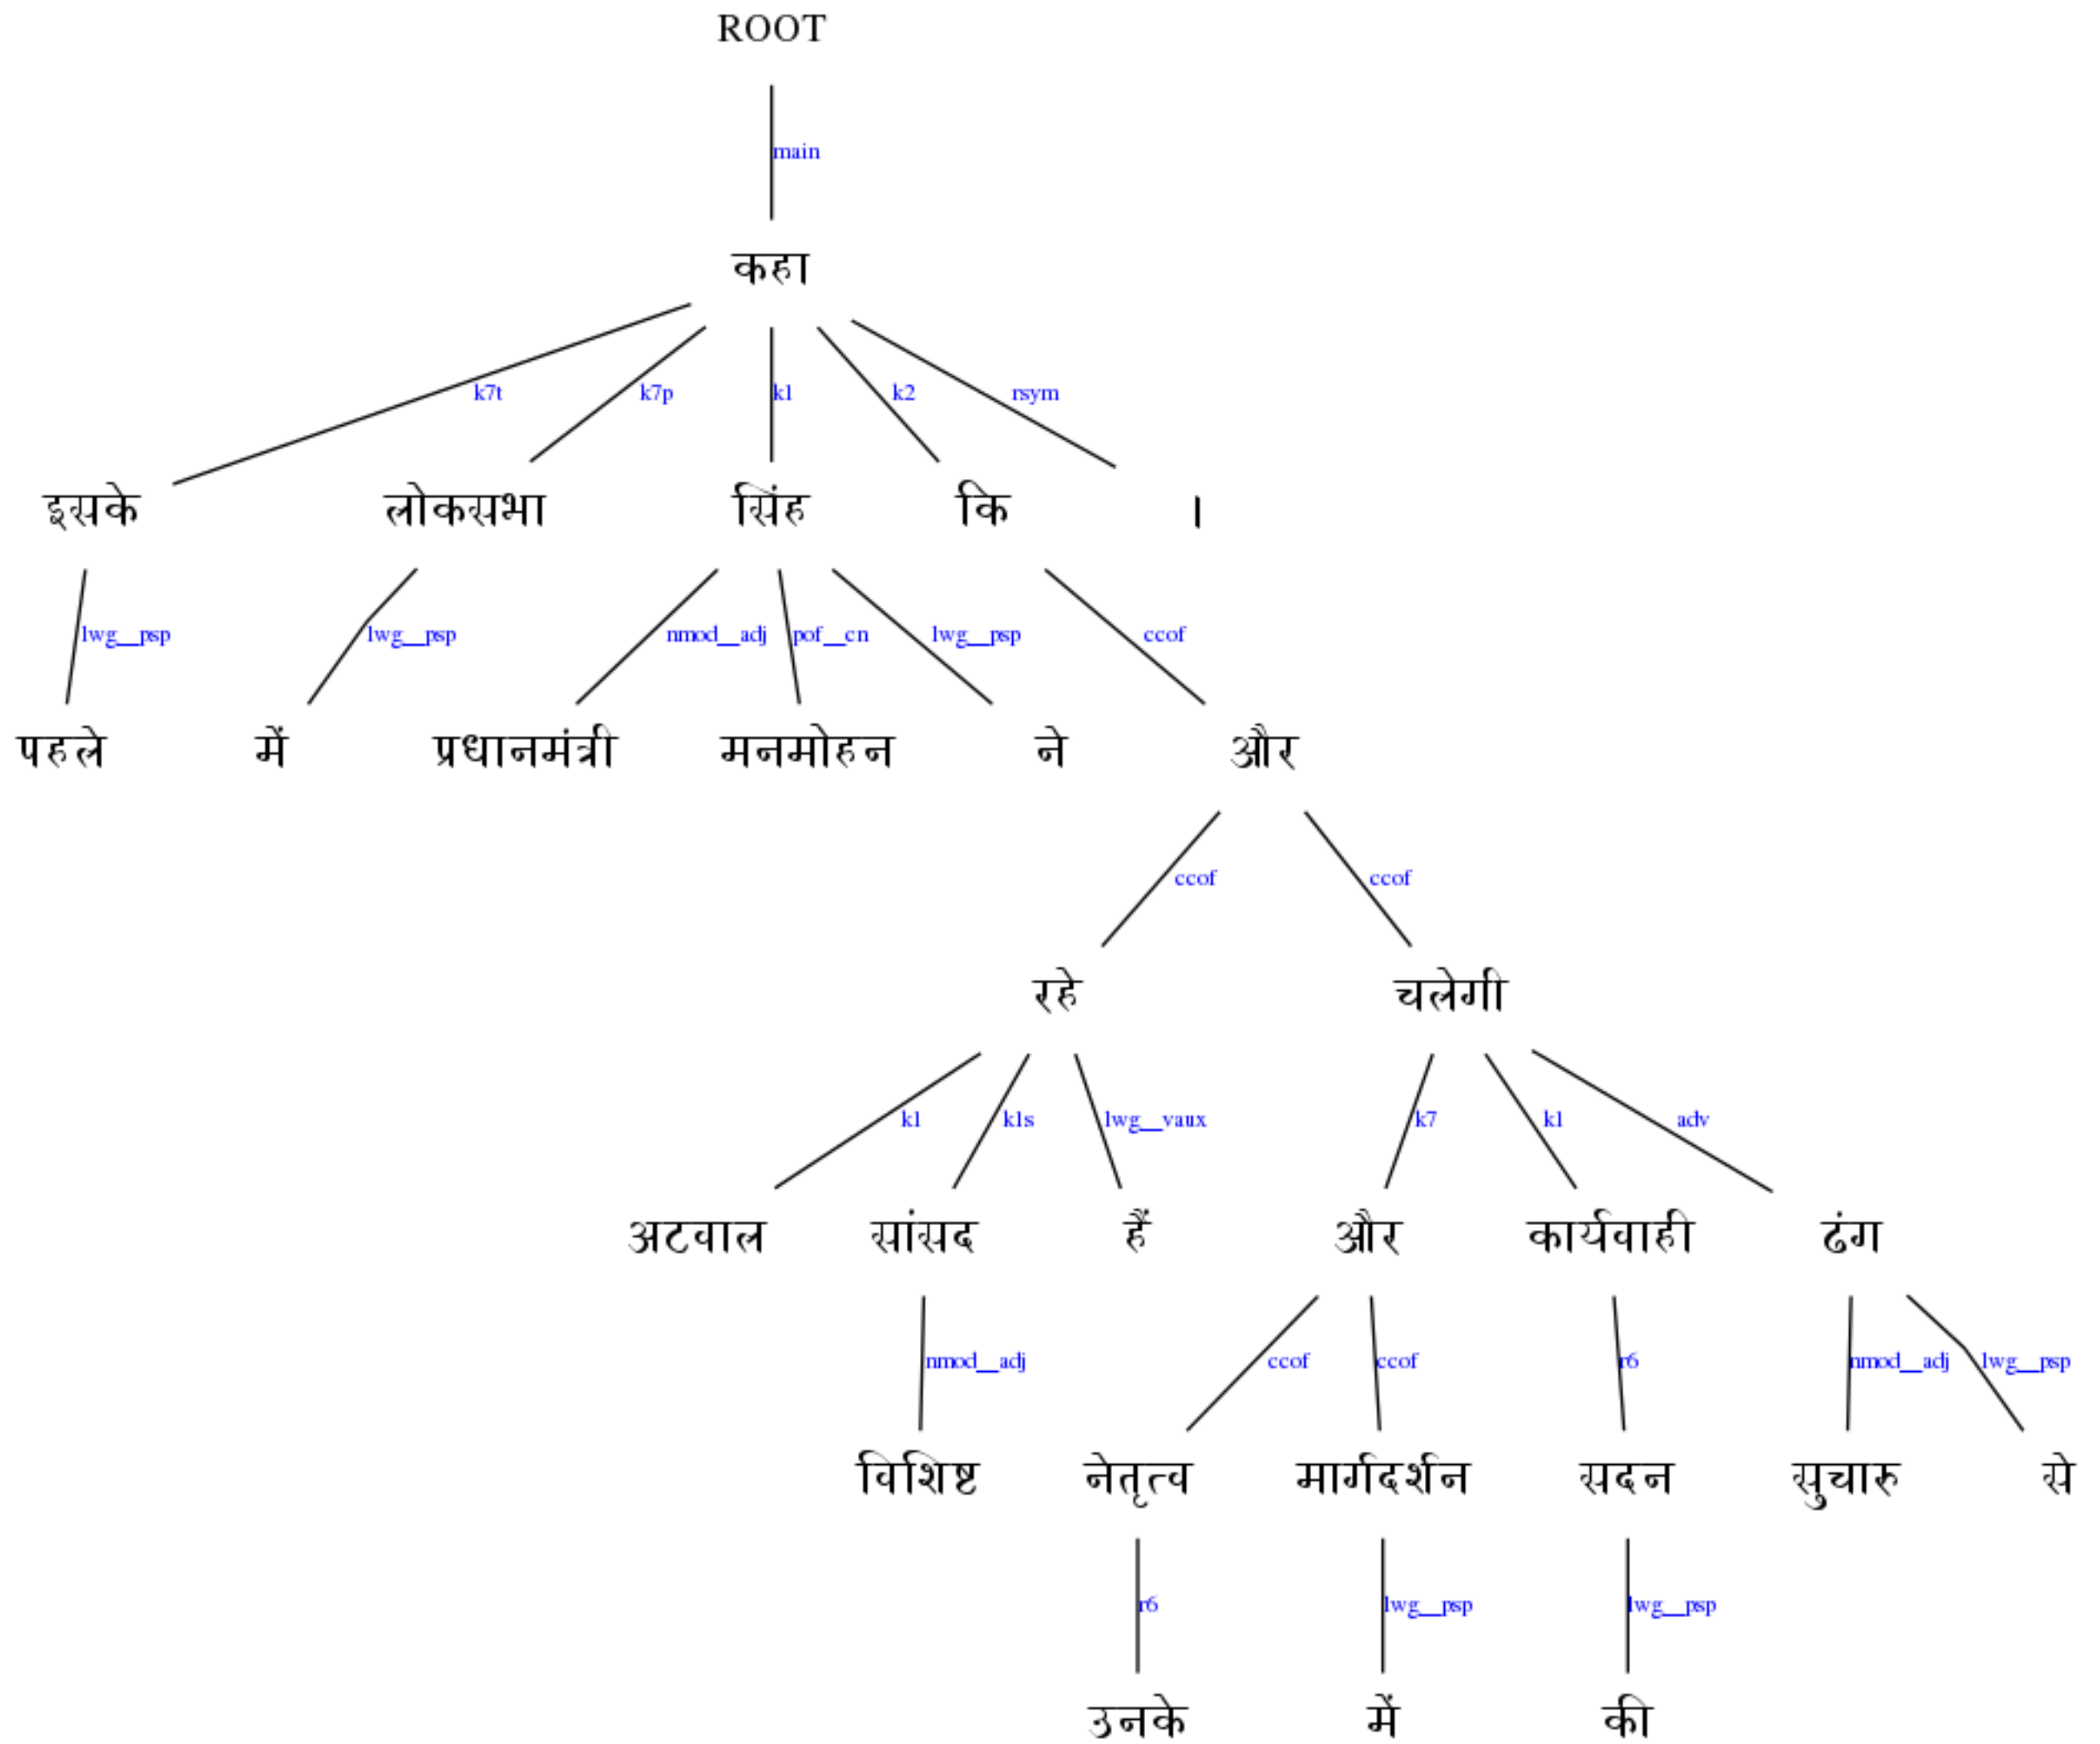 ROOT
main
कहा
k7t k7p k1 k2 rsym
इसके लोकसभा सिंह कि ।
lwg__psp lwg__psp nmod__adj pof__cn lwg__psp ccof
पहले में प्रधानमंत्री मनमोहन ने और
ccof ccof
रहे चलेगी
k1 k1s lwg__vaux k7 k1 adv
अटवाल सांसद हैं और कार्यवाही ढंग
nmod__adj ccof ccof r6 nmod__adj lwg__psp
विशिष्ट नेतृत्व मार्गदर्शन सदन सुचारु से
r6 lwg__psp lwg__psp
उनके में की